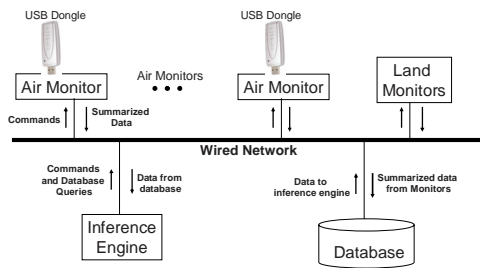 USB Dongle
USB Dongle
Air Monitor
Air Monitors
Air Monitor
Land
Monitors
Commands
Summarized
Data
Wired Network
Commands
and Database
Queries
Data from
database
Data to
inference engine
Summarized data
from Monitors
Inference
Engine
Database